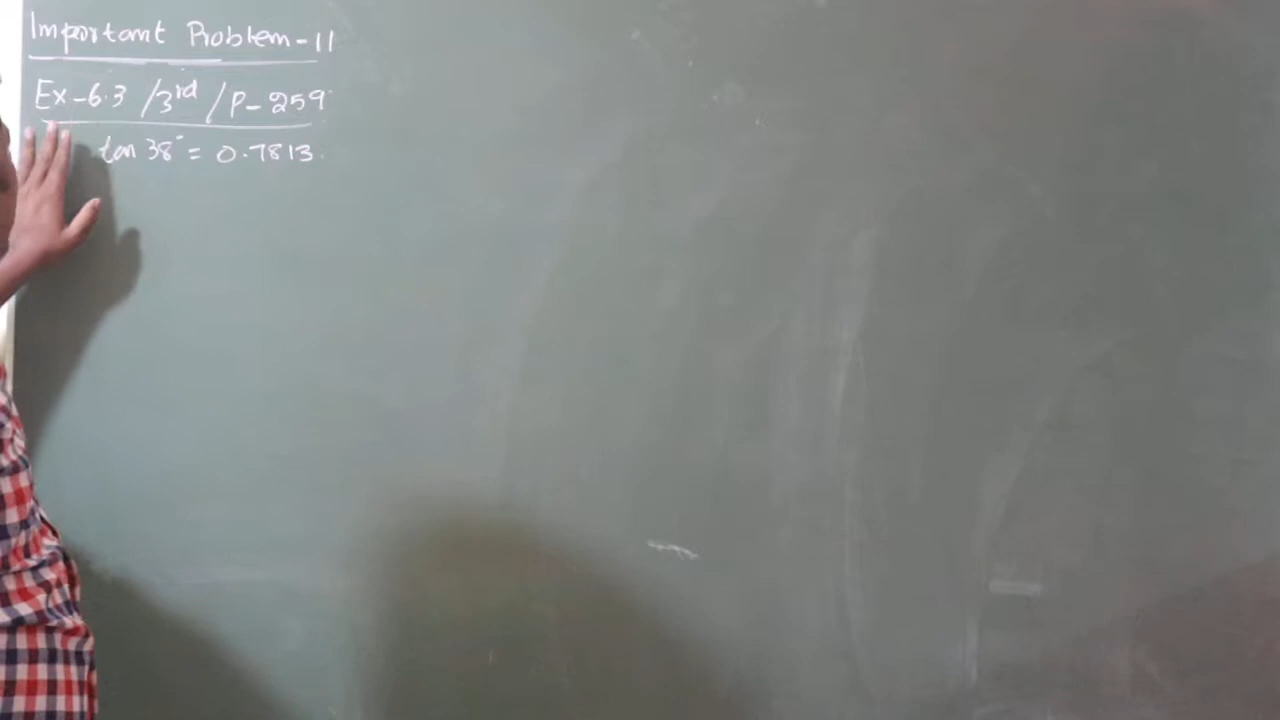 Important Problem-11
Ex-6.3 /3rd /P-259
tan 38° = 0.7813.